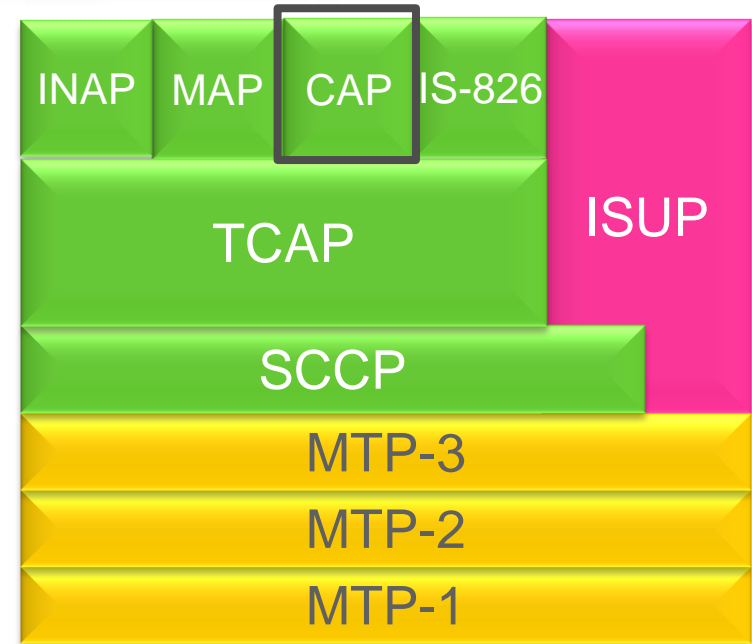 INAP MAP CAP IS-826
ISUP
TCAP
SCCP
MTP-3
MTP-2
MTP-1